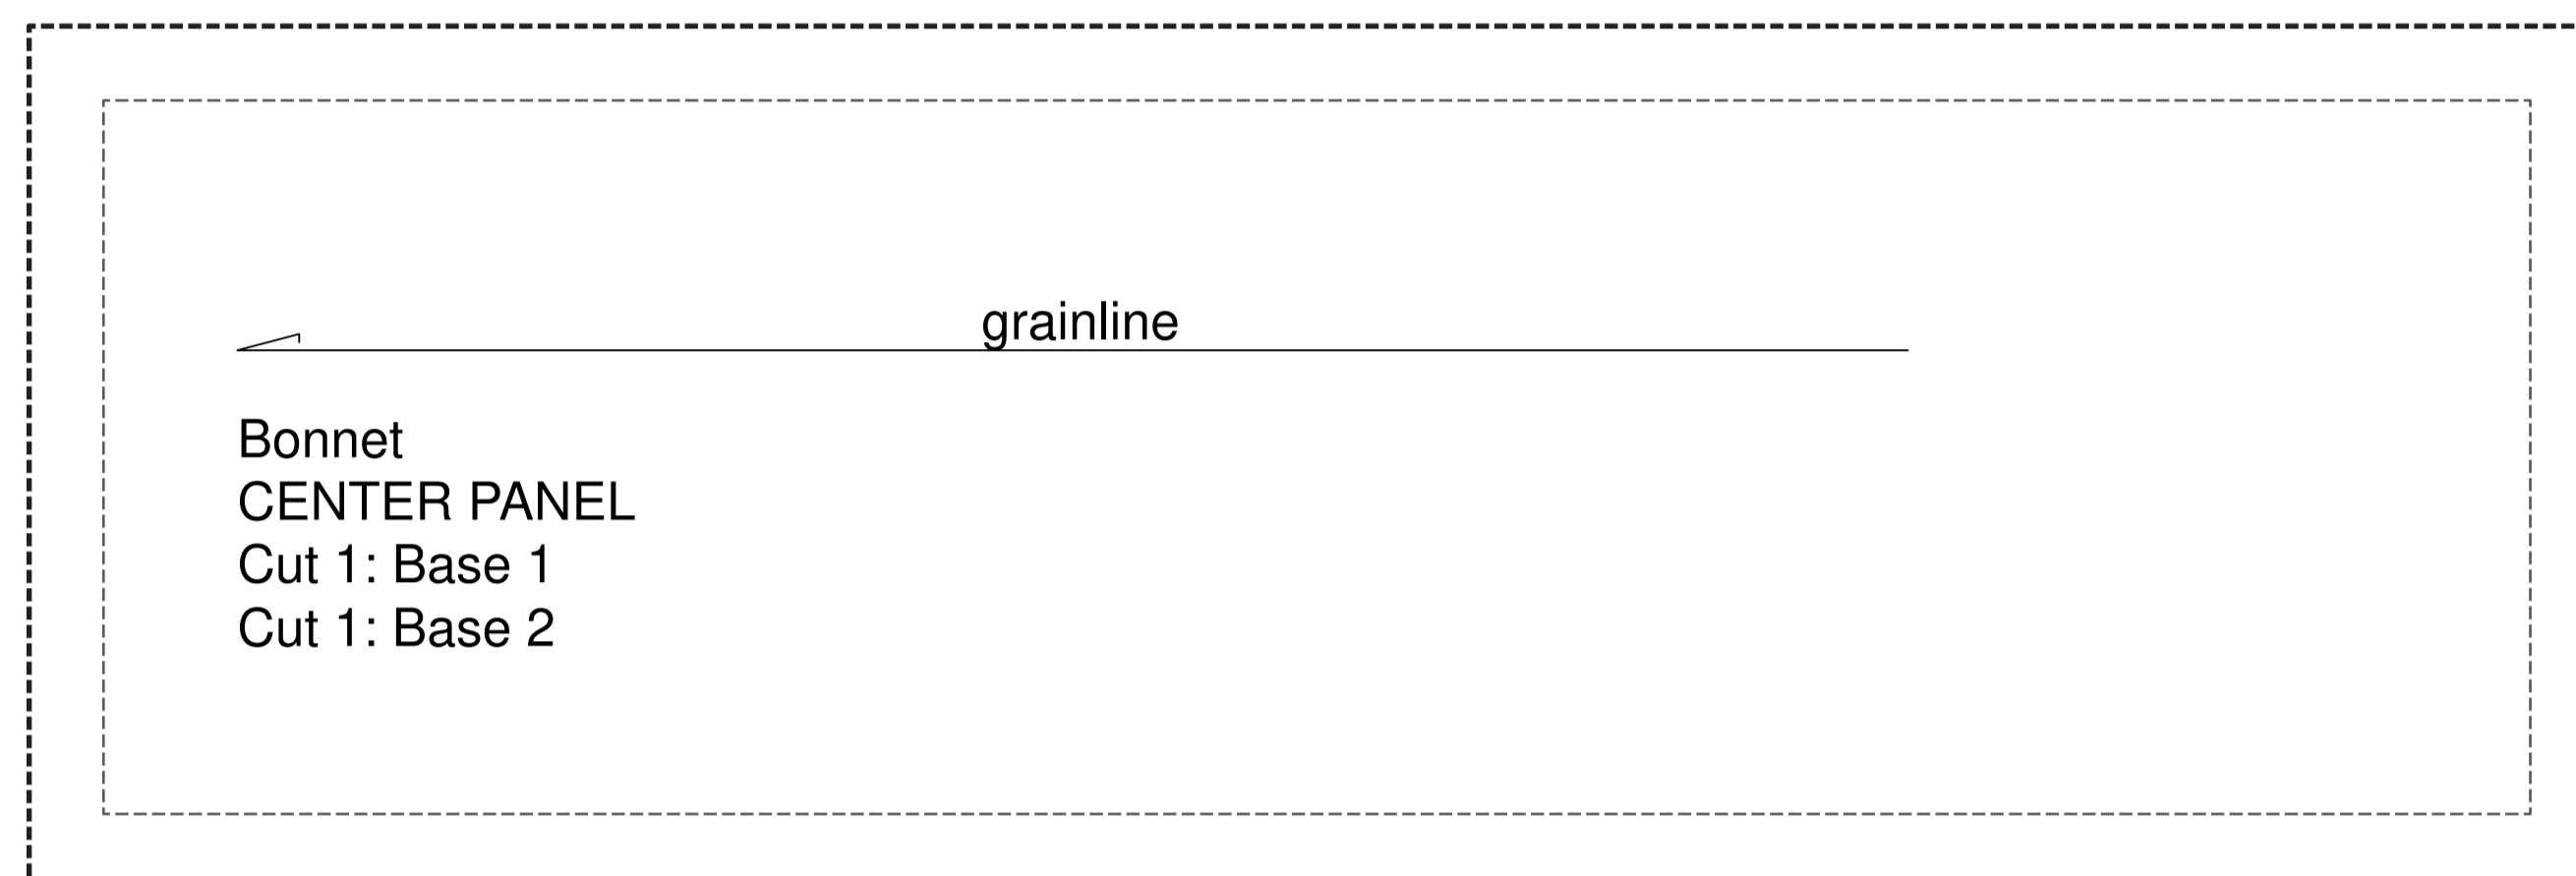 grainline
Bonnet
CENTER PANEL
Cut 1: Base 1
Cut 1: Base 2